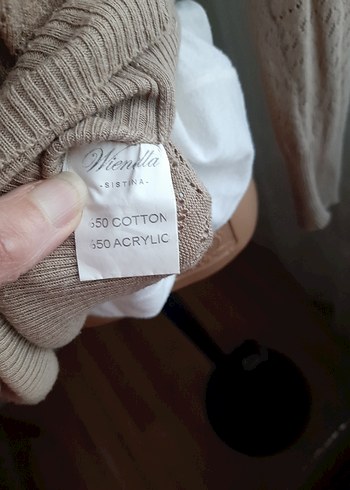 Wienella
-SISTINA-
%50 COTTON
%50 ACRYLIC